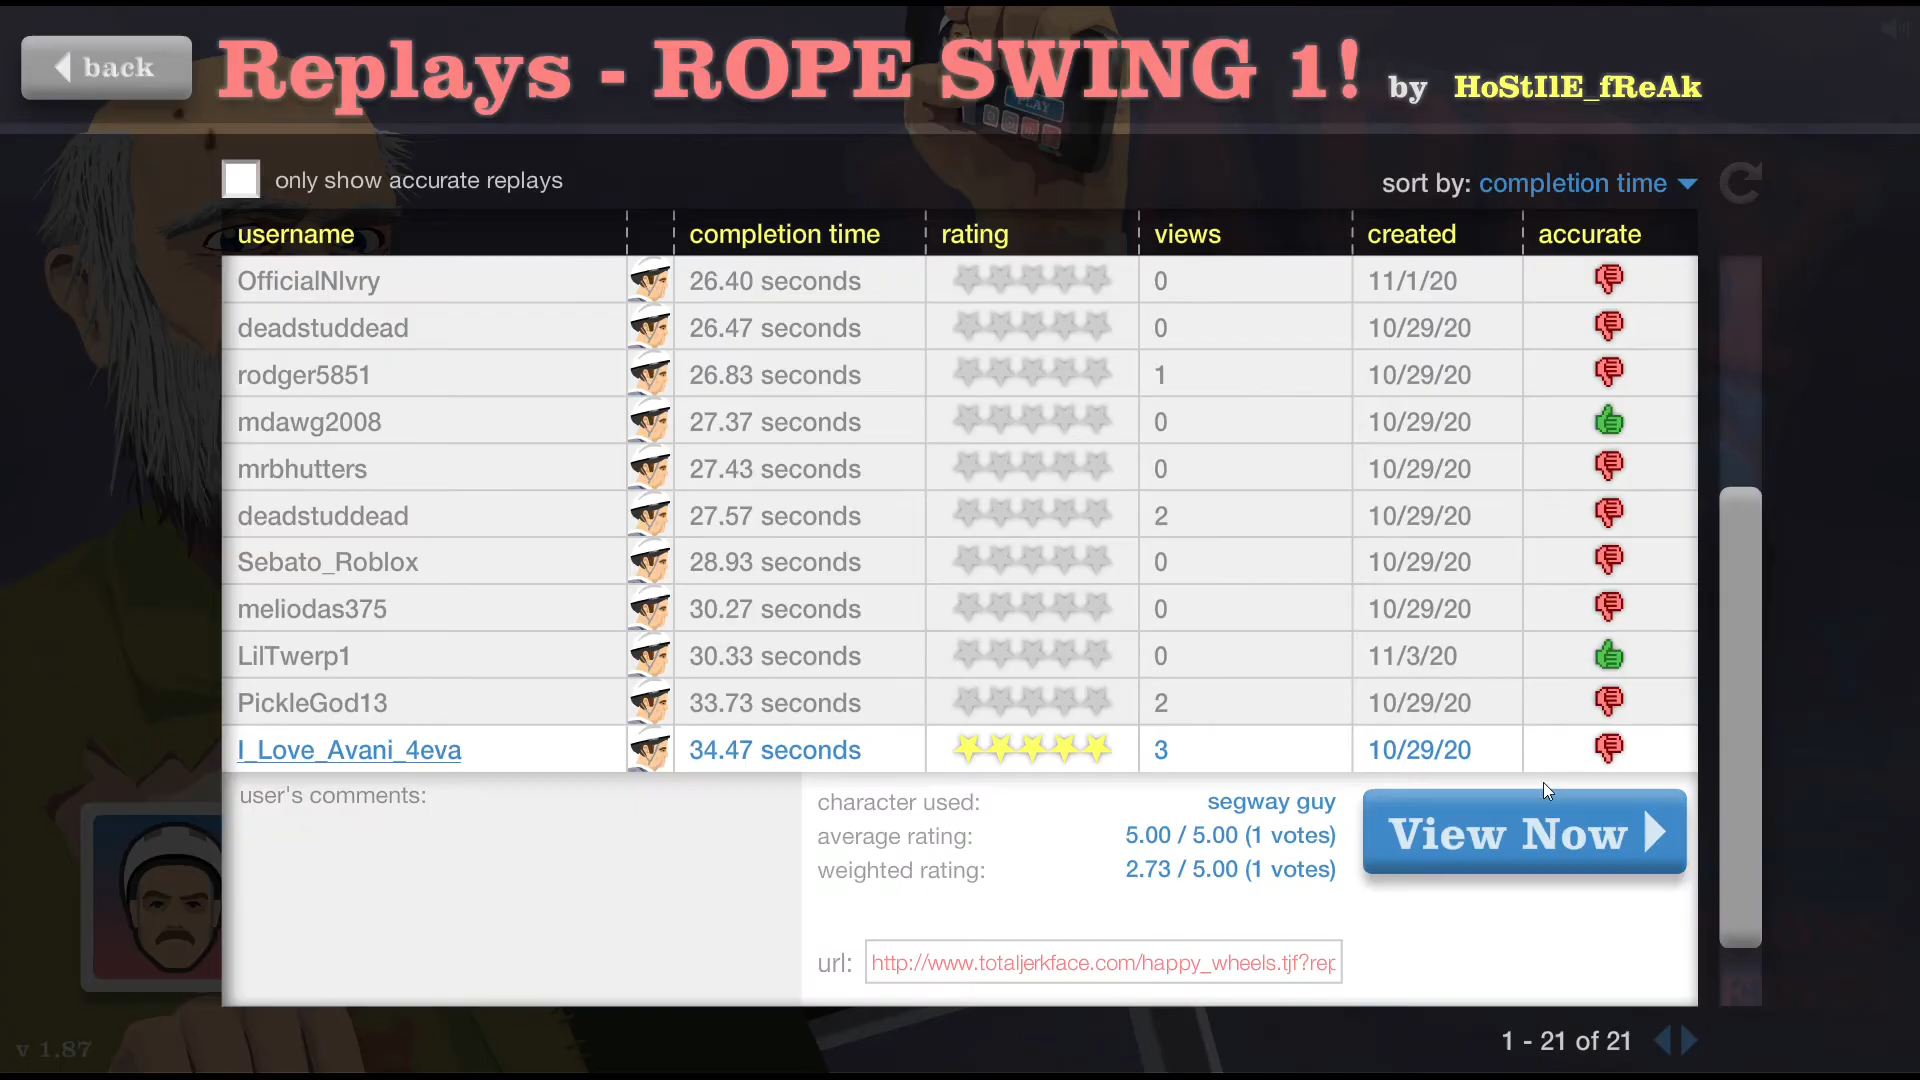 back
Replays - ROPE SWING 1! by HoStIlE_fReAk
PLAY
only show accurate replays
sort by: completion time
username completion time rating views created accurate
OfficialNlvry 26.40 seconds 0 11/1/20
deadstuddead 26.47 seconds 0 10/29/20
rodger5851 26.83 seconds 1 10/29/20
mdawg2008 27.37 seconds 0 10/29/20
mrbhutters 27.43 seconds 0 10/29/20
deadstuddead 27.57 seconds 2 10/29/20
Sebato_Roblox 28.93 seconds 0 10/29/20
meliodas375 30.27 seconds 0 10/29/20
LilTwerp1 30.33 seconds 0 11/3/20
PickleGod13 33.73 seconds 2 10/29/20
I_Love_Avani_4eva 34.47 seconds 3 10/29/20
user's comments:
character used: segway guy
average rating: 5.00 / 5.00 (1 votes)
weighted rating: 2.73 / 5.00 (1 votes)
View Now
url: http://www.totaljerkface.com/happy_wheels.tjf?rep
1 - 21 of 21
v 1.87